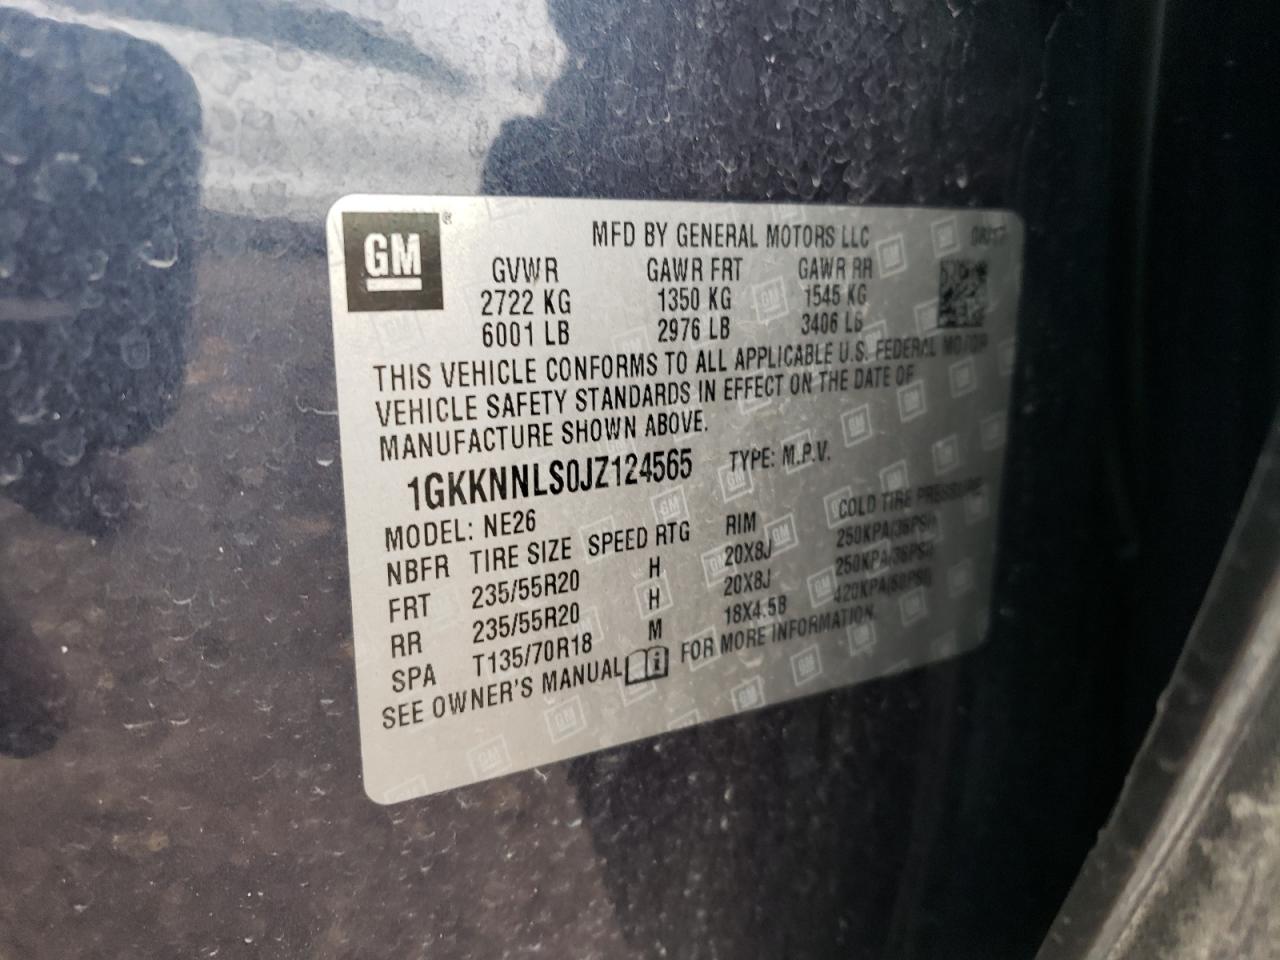 GM ® MFD BY GENERAL MOTORS LLC
GVWR GAWR FRT GAWR RR
2722 KG 1350 KG 1545 KG
6001 LB 2976 LB 3406 LB
THIS VEHICLE CONFORMS TO ALL APPLICABLE U.S. FEDERAL MOTOR
VEHICLE SAFETY STANDARDS IN EFFECT ON THE DATE OF
MANUFACTURE SHOWN ABOVE.
1GKKNNLS0JZ124565 TYPE: M.P.V.
MODEL: NE26
NBFR TIRE SIZE SPEED RTG RIM COLD TIRE PRESSURE
FRT 235/55R20 H 20X8J 250KPA(36PSI)
RR 235/55R20 H 20X8J 250KPA(36PSI)
SPA T135/70R18 M 18X4.5B 420KPA(60PSI)
SEE OWNER'S MANUAL FOR MORE INFORMATION.